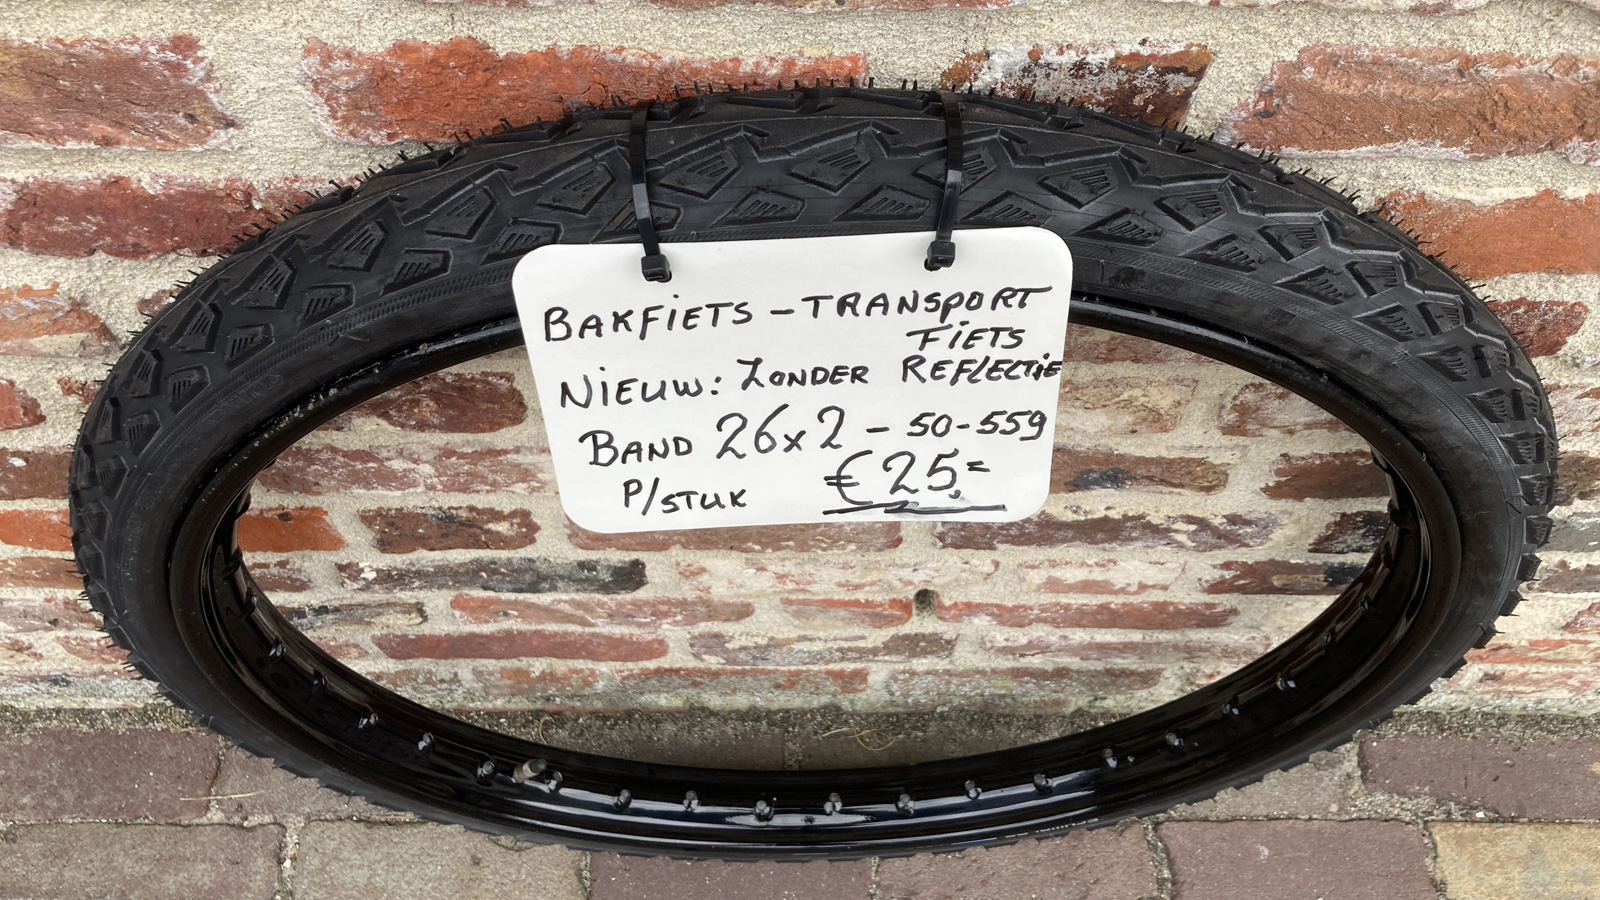 BAKFIETS - TRANSPORT
FIETS
NIEUW: ZONDER REFLECTIE
BAND 26x2 - 50-559
P/STUK €25,=